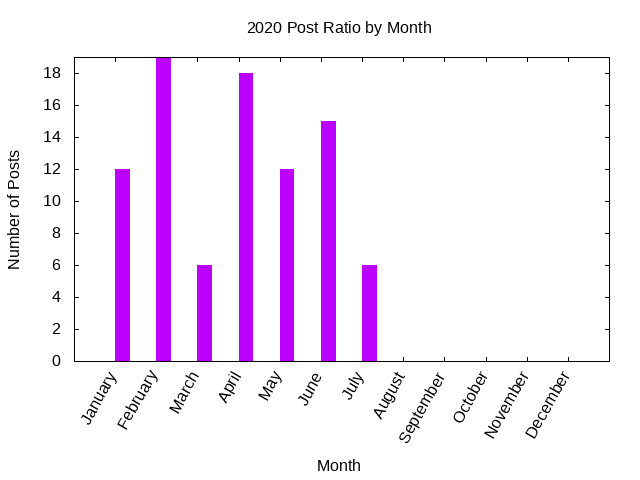 2020 Post Ratio by Month
18
16
14
12
10
8
6
4
2
0
Number of Posts
January
February
March
April
May
June
July
August
September
October
November
December
Month